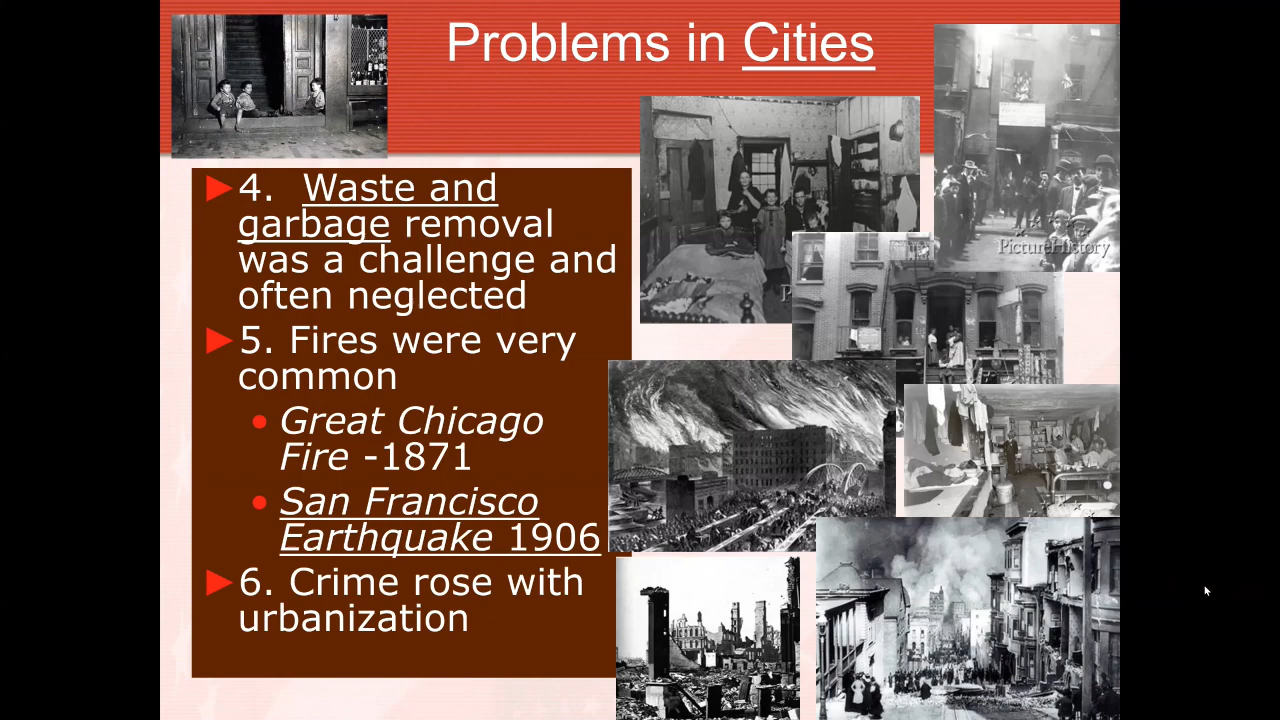 Problems in Cities
4. Waste and
garbage removal
was a challenge and
often neglected
5. Fires were very
common
Great Chicago
Fire -1871
San Francisco
Earthquake 1906
6. Crime rose with
urbanization
PictureHistory